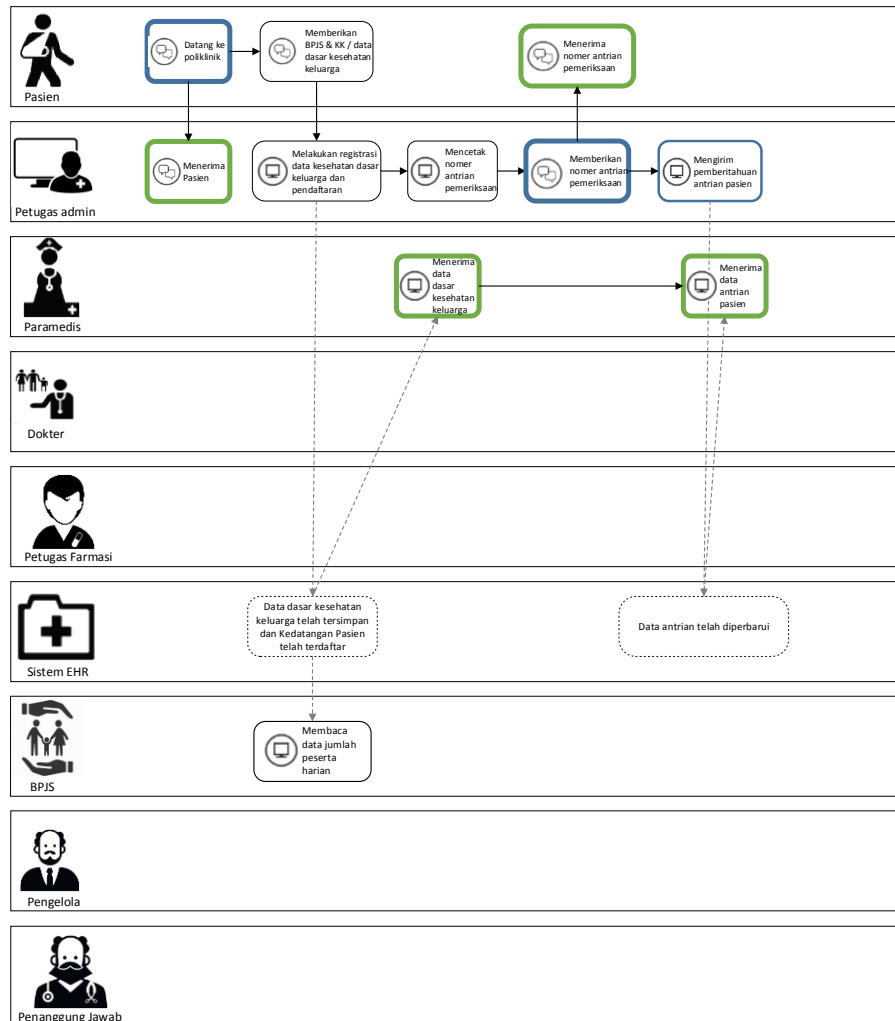 Datang ke
poliklinik
Memberikan
BPJS & KK / data
dasar kesehatan
keluarga
Menerima
nomer antrian
pemeriksaan
Pasien
Menerima
Pasien
Melakukan registrasi
data kesehatan dasar
keluarga dan
pendaftaran
Mencetak
nomer
antrian
pemeriksaan
Memberikan
nomer antrian
pemeriksaan
Mengirim
pemberitahuan
antrian pasien
Petugas admin
Menerima
data
dasar
kesehatan
keluarga
Menerima
data
antrian
pasien
Paramedis
Dokter
Petugas Farmasi
Data dasar kesehatan
keluarga telah tersimpan
dan Kedatangan Pasien
telah terdaftar
Data antrian telah diperbarui
Sistem EHR
Membaca
data jumlah
peserta
harian
BPJS
Pengelola
Penanggung Jawab